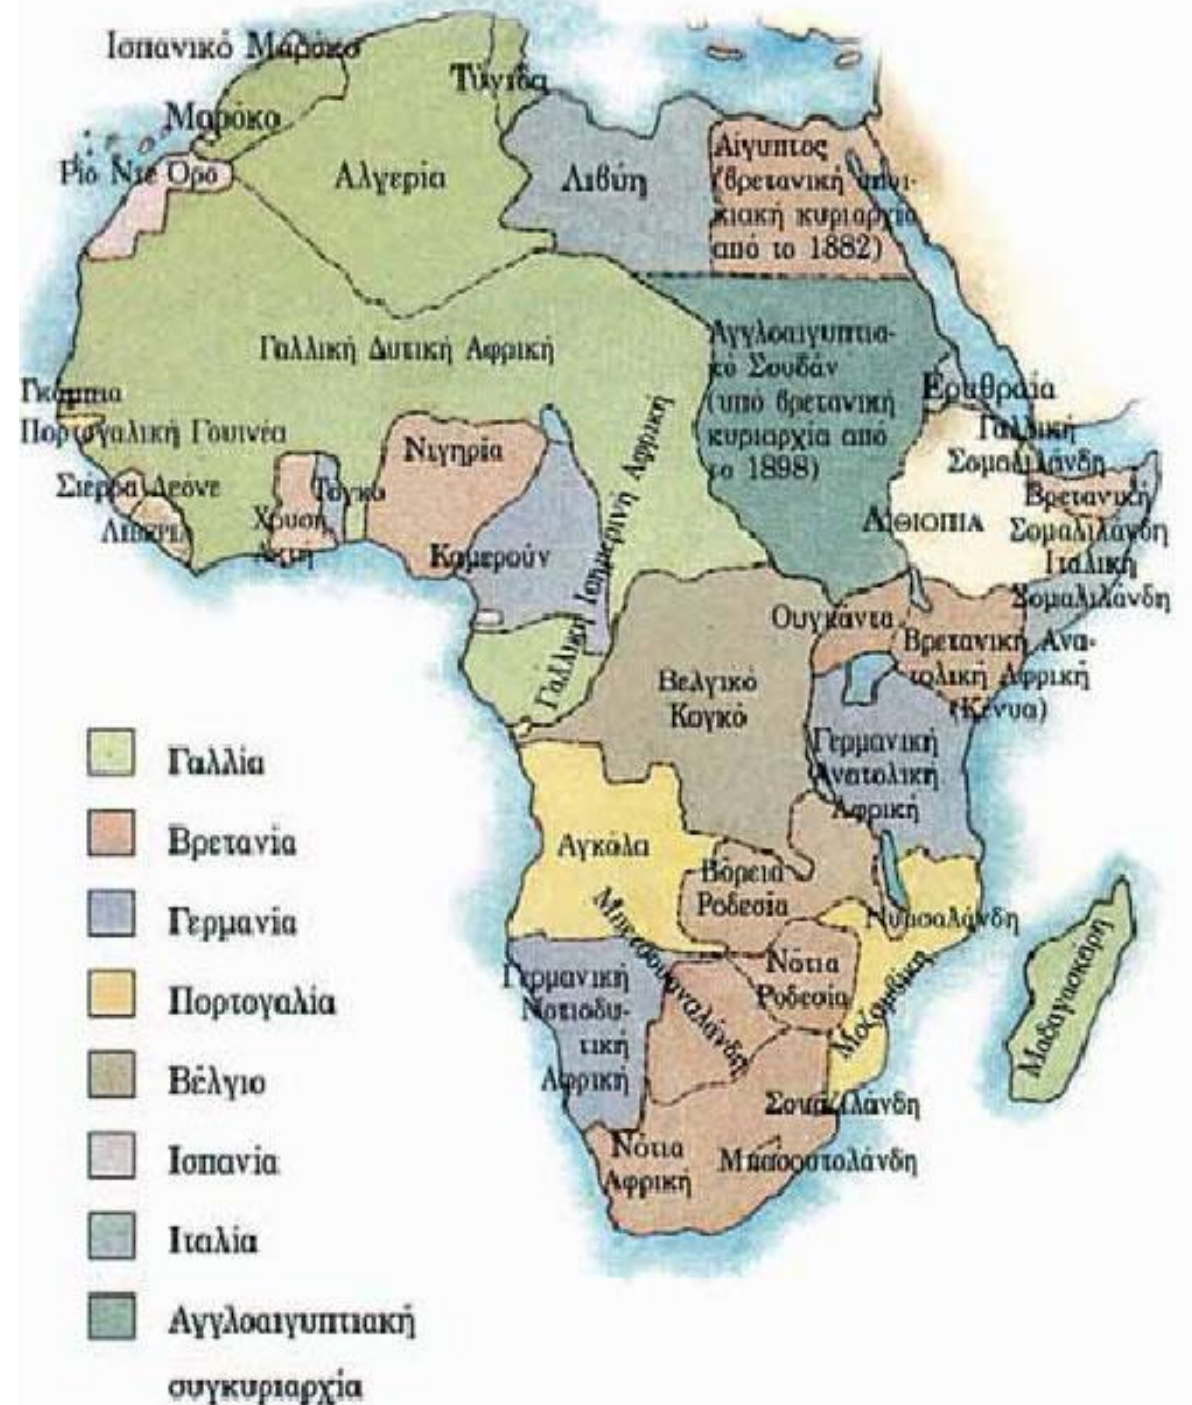 Ισπανικό Μαρόκο
Τύνιδα
Μαρόκο
Ρίο Ντε Όρο
Αλγερία
Λιβύη
Αίγυπτος
(βρετανική αποι-
κιακή κυριαρχία
από το 1882)
Γαλλική Δυτική Αφρική
Αγγλοαιγυπτια-
κό Σουδάν
(υπό βρετανική
κυριαρχία από
το 1898)
Ερυθραία
Γκάμπια
Πορτογαλική Γουινέα
Γαλλική
Σομαλιλάνδη
Νιγηρία
Σιέρρα Λεόνε
Τόγκο
Βρετανική
Σομαλιλάνδη
Λιβερία
Χρυσή
Ακτή
ΑΙΘΙΟΠΙΑ
Καμερούν
Ιταλική
Σομαλιλάνδη
Γαλλική Ισημερινή Αφρική
Ουγκάντα
Βρετανική Ανα-
τολική Αφρική
(Κένυα)
Βελγικό
Κογκό
Γερμανική
Ανατολική
Αφρική
Αγκόλα
Βόρεια
Ροδεσία
Νυασαλάνδη
Μπετσουαναλάνδη
Νότια
Ροδεσία
Μοζαμβίκη
Μαδαγασκάρη
Γερμανική
Νοτιοδυ-
τική
Αφρική
Σουαζιλάνδη
Νότια
Αφρική
Μπασουτολάνδη
Γαλλία
Βρετανία
Γερμανία
Πορτογαλία
Βέλγιο
Ισπανία
Ιταλία
Αγγλοαιγυπτιακή
συγκυριαρχία